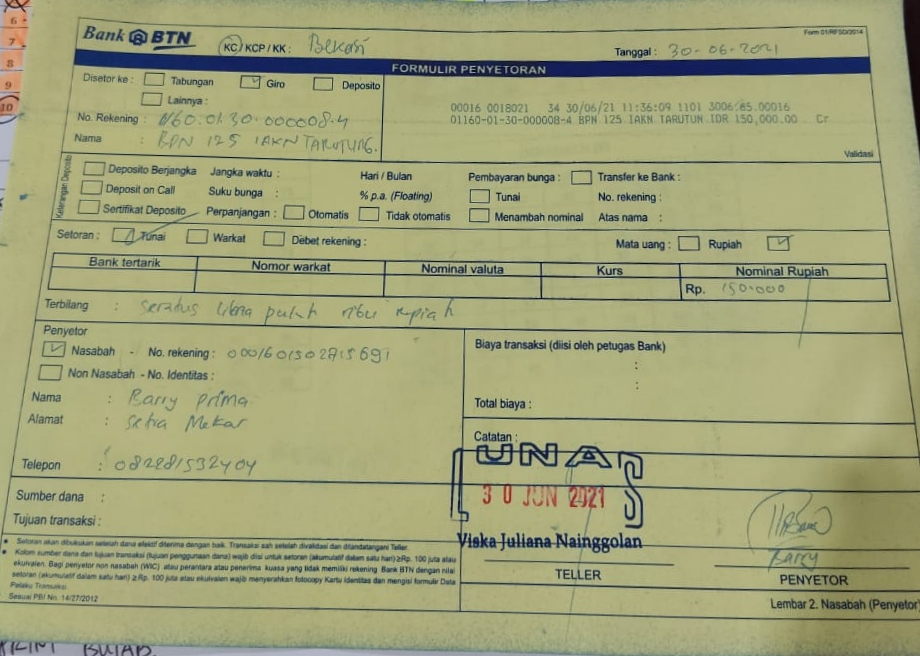 6
7
8
9
10
Bank BTN
KC / KCP / KK : Bekasi
Form 01/RFSD/2014
Tanggal : 30-06-2021
FORMULIR PENYETORAN
Disetor ke : Tabungan Giro Deposito
Lainnya :
No. Rekening : 01160.01.30.000008.4
Nama : BPN 125 IAKN TARUTUNG.
00016 0018021 34 30/06/21 11:36:09 1101 3006:65.00016
01160-01-30-000008-4 BPN 125 IAKN TARUTUN IDR 150,000.00 Cr
Validasi
Keterangan Deposito
Deposito Berjangka Jangka waktu : Hari / Bulan Pembayaran bunga : Transfer ke Bank :
Deposit on Call Suku bunga : % p.a. (Floating) Tunai No. rekening :
Sertifikat Deposito Perpanjangan : Otomatis Tidak otomatis Menambah nominal Atas nama :
Setoran : Tunai Warkat Debet rekening : Mata uang : Rupiah
Bank tertarik Nomor warkat Nominal valuta Kurs Nominal Rupiah
Rp. 150.000
Terbilang : seratus lima puluh ribu rupiah
Penyetor
Nasabah - No. rekening : 0001601502715691
Non Nasabah - No. Identitas :
Nama : Barry Prima
Alamat : Setia Mekar
Telepon : 082281532404
Sumber dana :
Tujuan transaksi :
Biaya transaksi (diisi oleh petugas Bank)
:
:
Total biaya :
Catatan :
LUNAS
30 JUN 2021
Viska Juliana Nainggolan
TELLER
Barry
PENYETOR
Setoran akan dibukukan setelah dana efektif diterima dengan baik. Transaksi sah setelah divalidasi dan ditandatangani Teller.
Kolom sumber dana dan tujuan transaksi (tujuan penggunaan dana) wajib diisi untuk setoran (akumulatif dalam satu hari) ≥Rp. 100 juta atau
ekuivalen. Bagi penyetor non nasabah (WIC) atau perantara atau penerima kuasa yang tidak memiliki rekening Bank BTN dengan nilai
setoran (akumulatif dalam satu hari) ≥ Rp. 100 juta atau ekuivalen wajib menyerahkan fotocopy Kartu Identitas dan mengisi formulir Data
Pelaku Transaksi
Sesuai PBI No. 14/27/2012
Lembar 2. Nasabah (Penyetor)